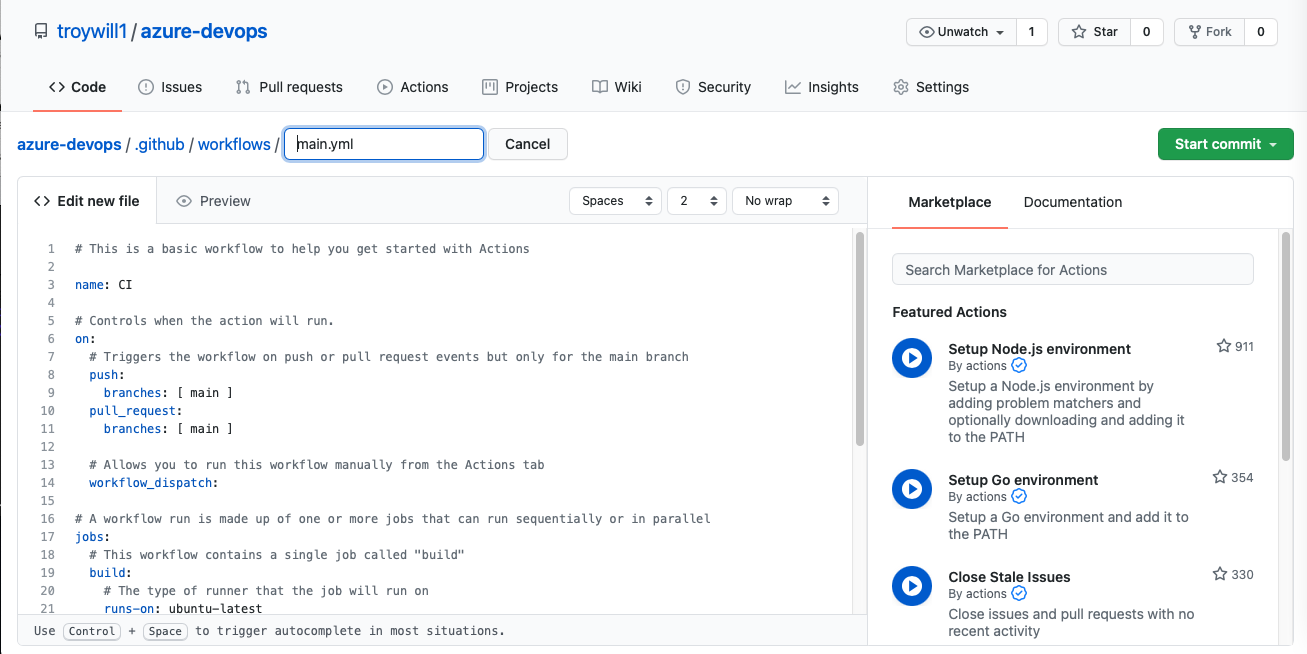 troywill1 / azure-devops
Unwatch 1
Star 0
Fork 0
Code
Issues
Pull requests
Actions
Projects
Wiki
Security
Insights
Settings
azure-devops / .github / workflows / main.yml
Cancel
Start commit
Edit new file
Preview
Spaces
2
No wrap
1 # This is a basic workflow to help you get started with Actions
2
3 name: CI
4
5 # Controls when the action will run.
6 on:
7 # Triggers the workflow on push or pull request events but only for the main branch
8 push:
9 branches: [ main ]
10 pull_request:
11 branches: [ main ]
12
13 # Allows you to run this workflow manually from the Actions tab
14 workflow_dispatch:
15
16 # A workflow run is made up of one or more jobs that can run sequentially or in parallel
17 jobs:
18 # This workflow contains a single job called "build"
19 build:
20 # The type of runner that the job will run on
21 runs-on: ubuntu-latest
Use Control + Space to trigger autocomplete in most situations.
Marketplace
Documentation
Search Marketplace for Actions
Featured Actions
Setup Node.js environment 911
By actions
Setup a Node.js environment by
adding problem matchers and
optionally downloading and adding it
to the PATH
Setup Go environment 354
By actions
Setup a Go environment and add it to
the PATH
Close Stale Issues 330
By actions
Close issues and pull requests with no
recent activity